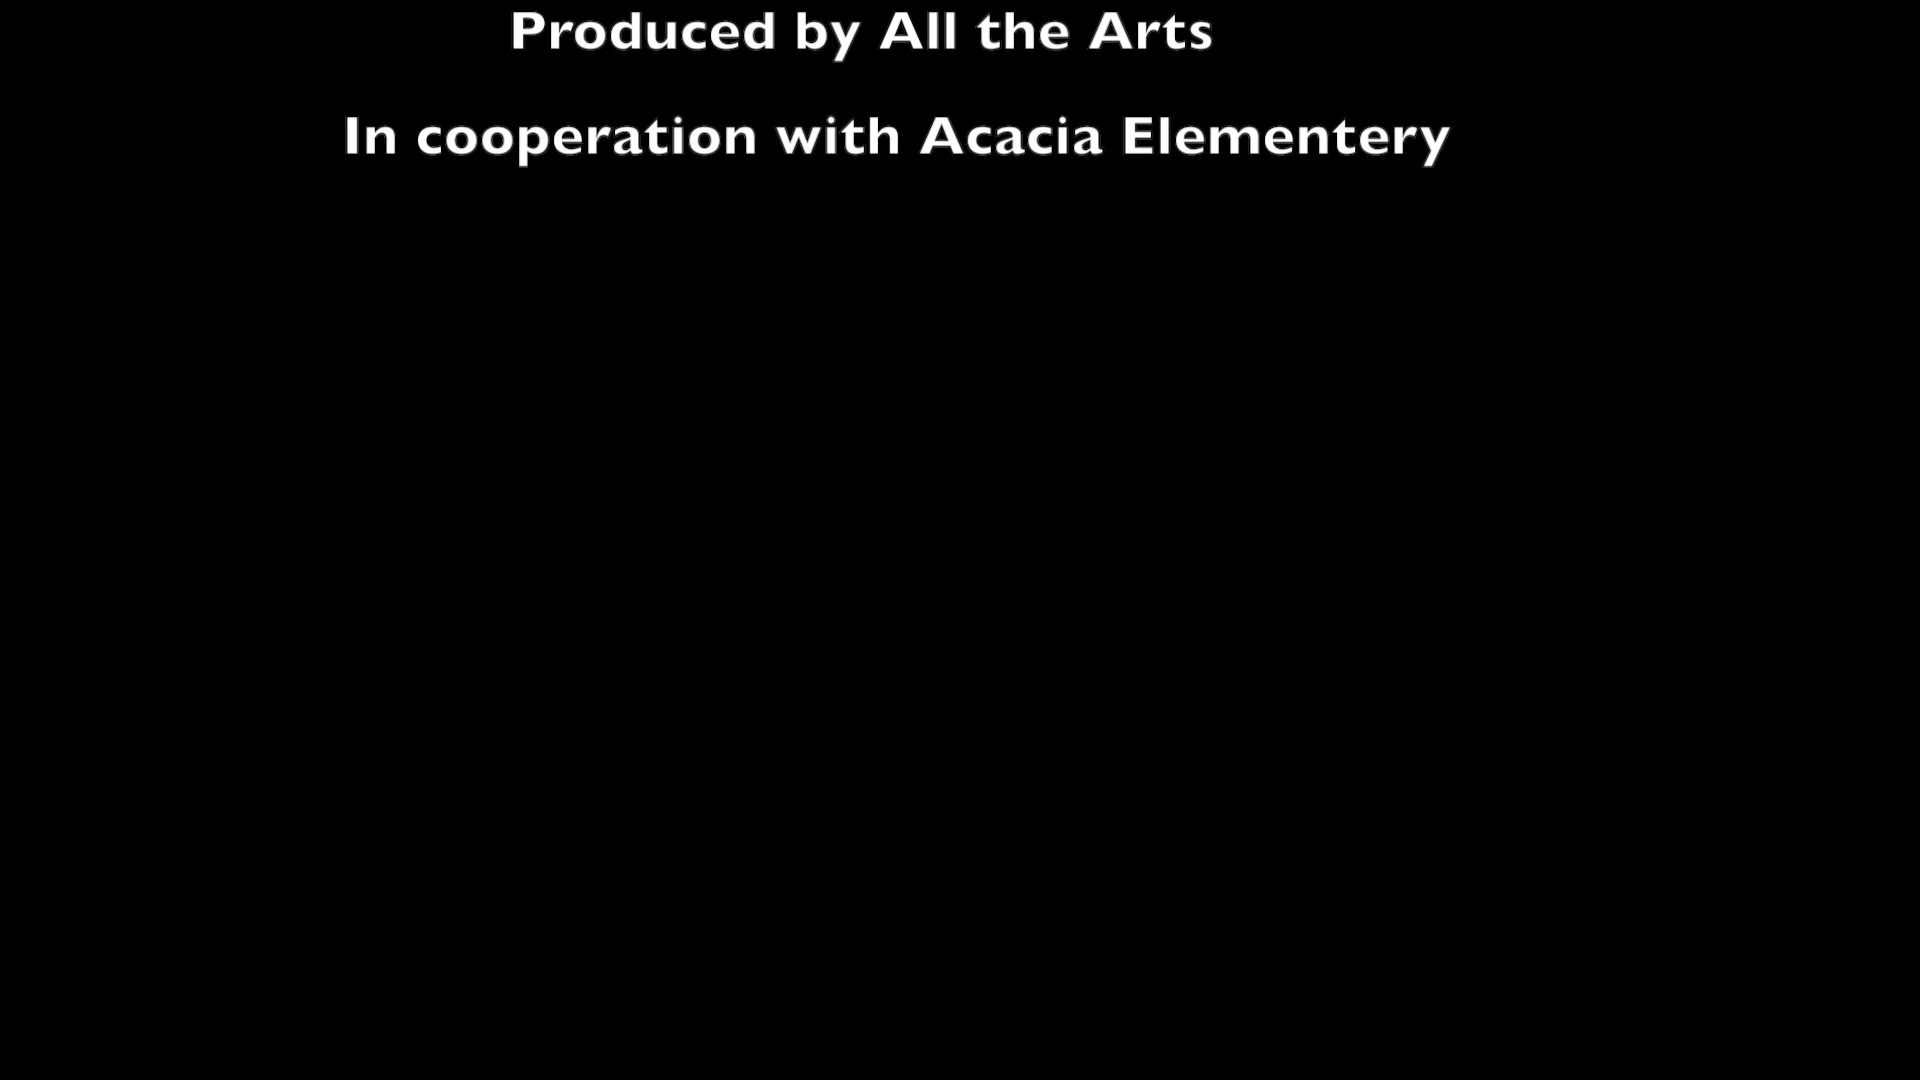 Produced by All the Arts
In cooperation with Acacia Elementery